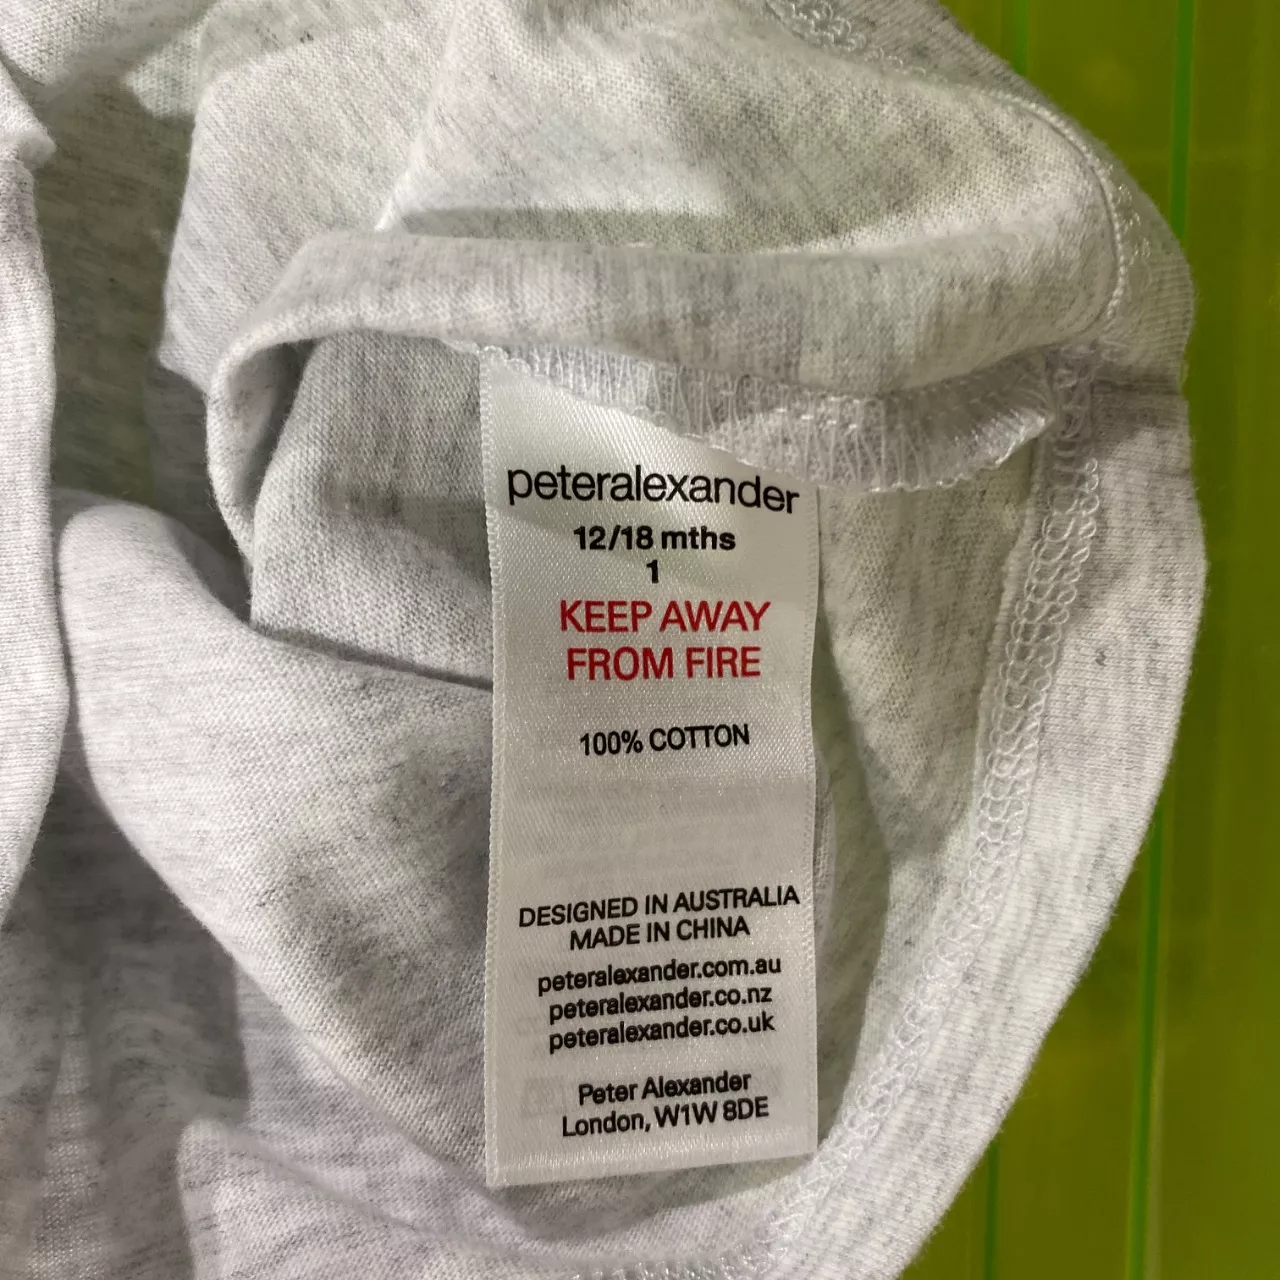 peteralexander
12/18 mths
1
KEEP AWAY
FROM FIRE
100% COTTON
DESIGNED IN AUSTRALIA
MADE IN CHINA
peteralexander.com.au
peteralexander.co.nz
peteralexander.co.uk
Peter Alexander
London, W1W 8DE